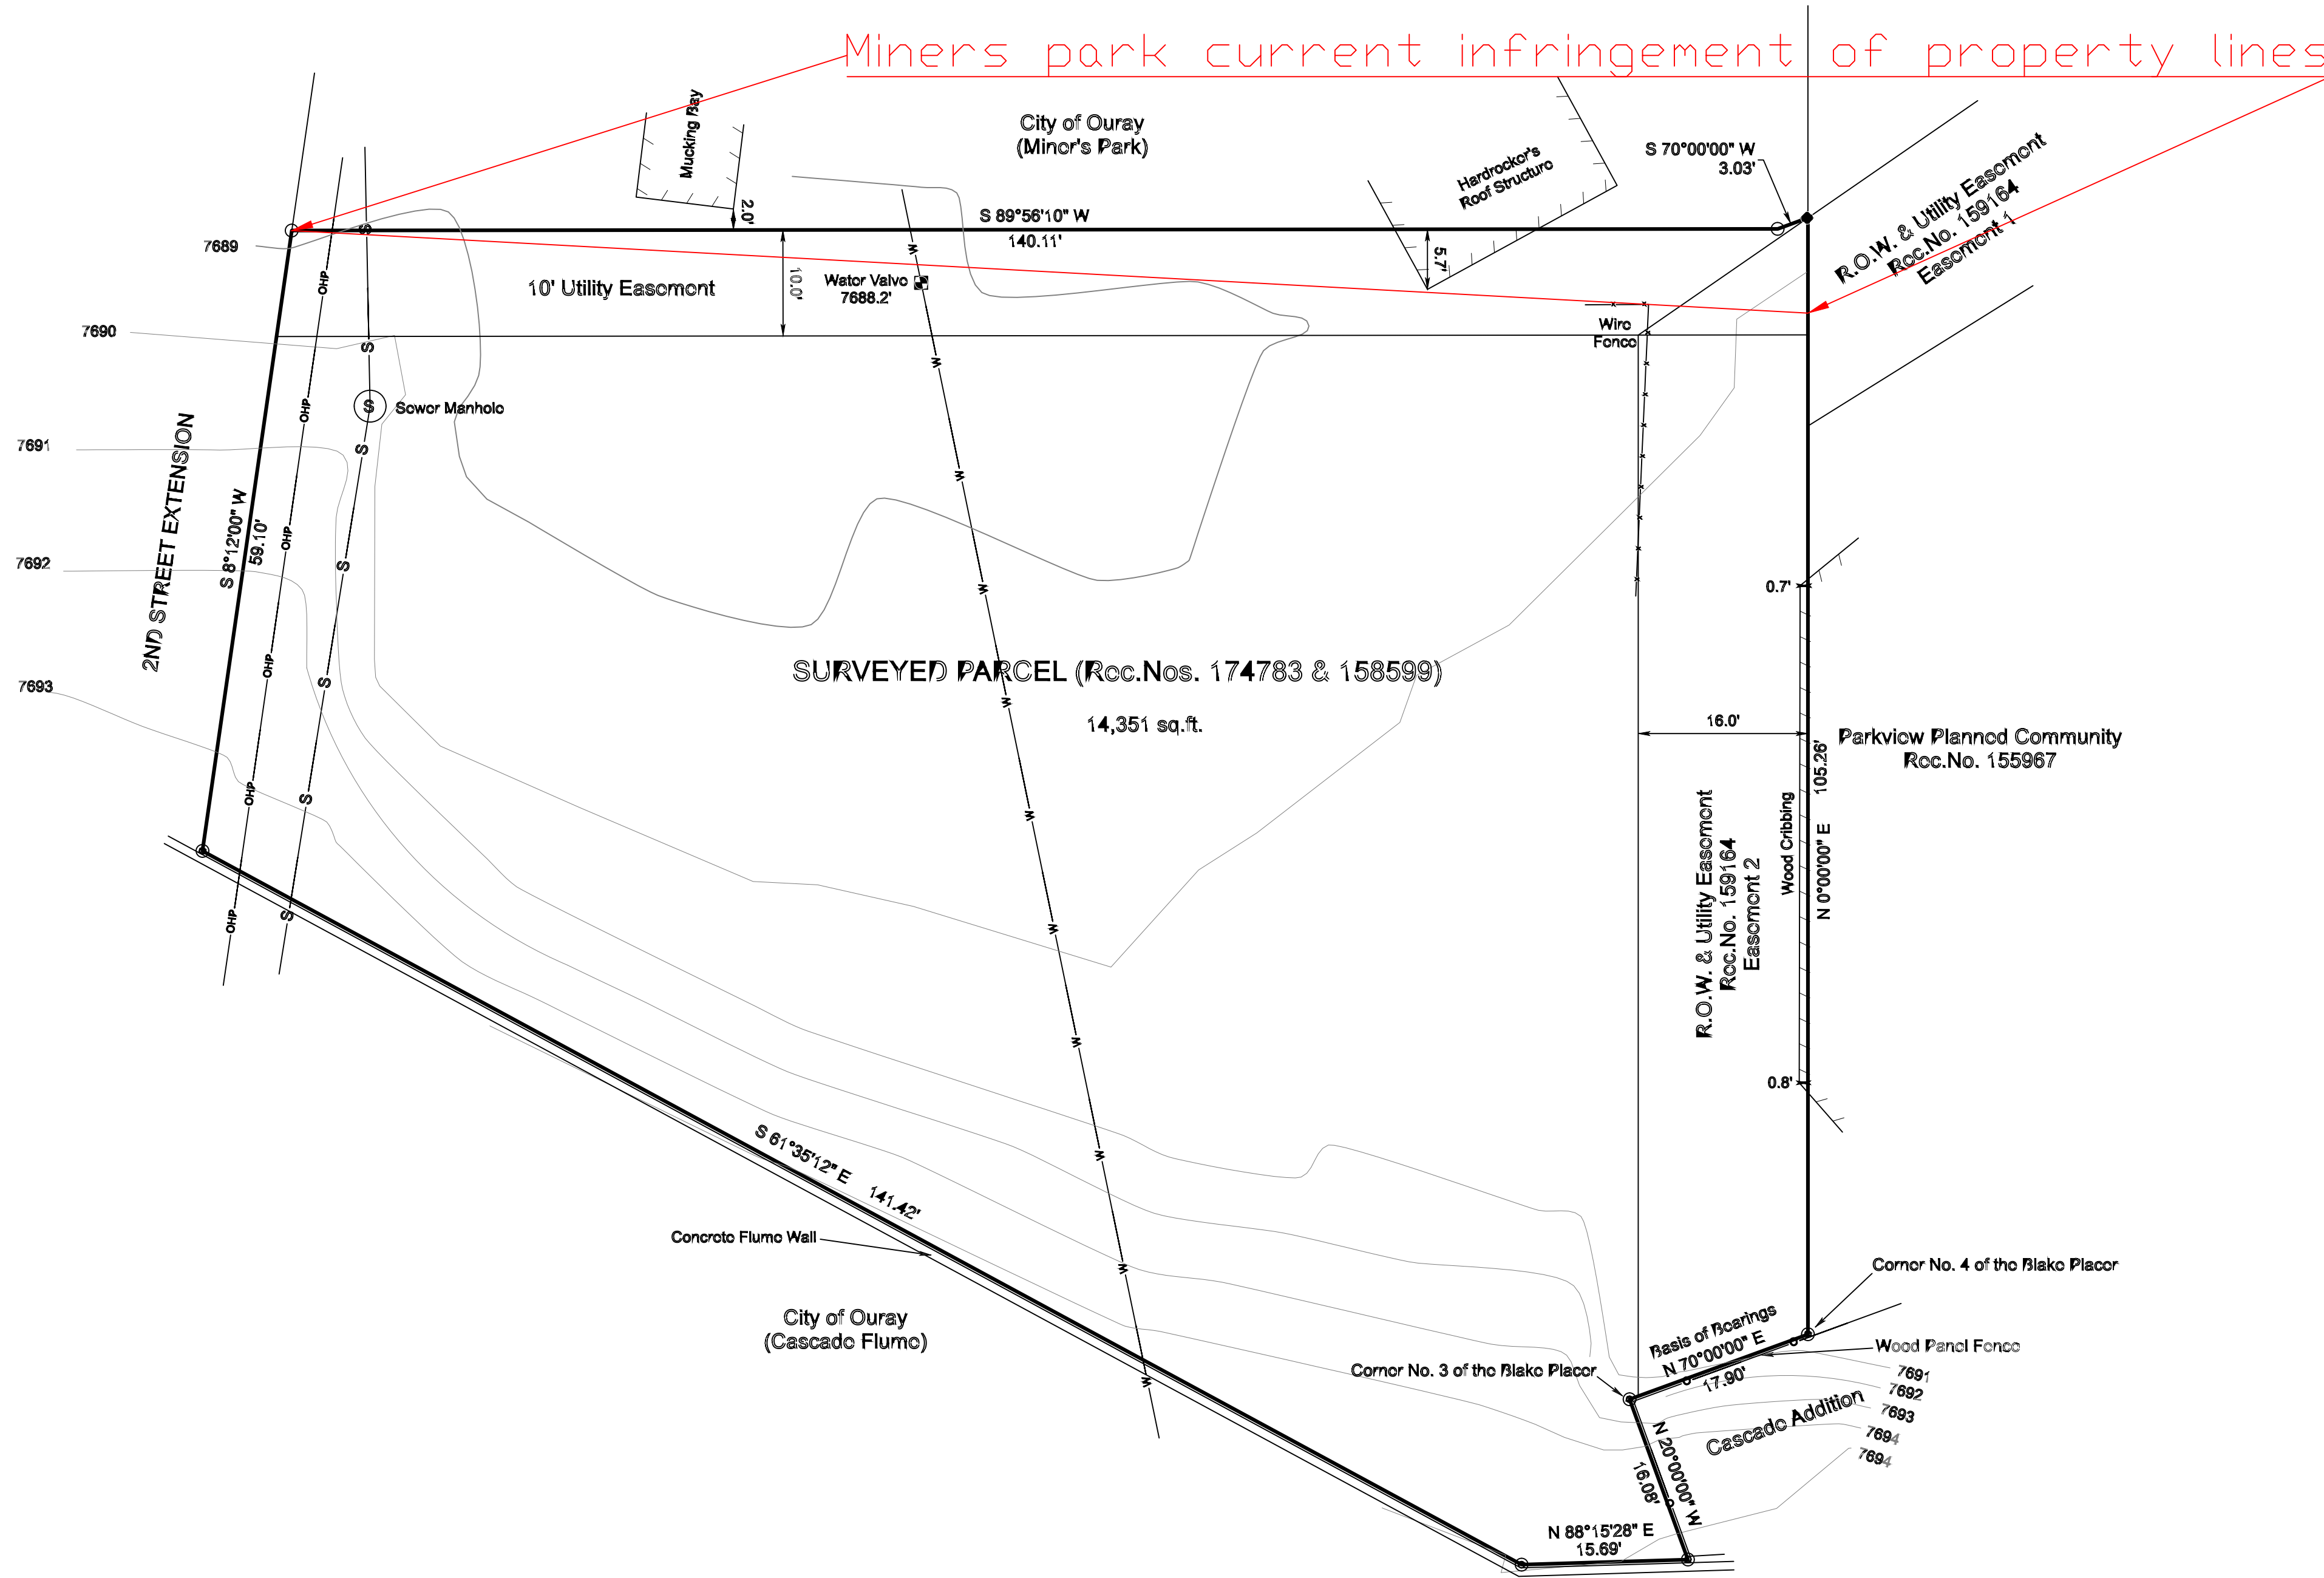 Miners park current infringement of property lines
Mucking Bay
City of Ouray
(Miner's Park)
Hardrocker's
Roof Structure
S 70°00'00" W
3.03'
R.O.W. & Utility Easement
Rec.No. 159164
Easement 1
2.0'
S 89°56'10" W
140.11'
S
7689
OHP
W
10' Utility Easement
10.0'
Water Valve
7688.2'
5.7'
Wire
Fence
7690
S
W
OHP
S
Sewer Manhole
7691
S
W
2ND STREET EXTENSION
S 8°12'00" W
59.10'
OHP
7692
S
W
0.7'
7693
OHP
S
W
SURVEYED PARCEL (Rec.Nos. 174783 & 158599)
14,351 sq.ft.
16.0'
Parkview Planned Community
Rec.No. 155967
105.26'
N 0°00'00" E
Wood Cribbing
R.O.W. & Utility Easement
Rec.No. 159164
Easement 2
OHP
S
W
OHP
S
W
W
0.8'
W
S 61°35'12" E 141.42'
Concrete Flume Wall
W
City of Ouray
(Cascade Flume)
W
Corner No. 4 of the Blake Placer
Basis of Bearings
N 70°00'00" E
17.90'
Wood Panel Fence
Corner No. 3 of the Blake Placer
7691
7692
7693
7694
7694
Cascade Addition
N 20°00'00" W
16.08'
N 88°15'28" E
15.69'